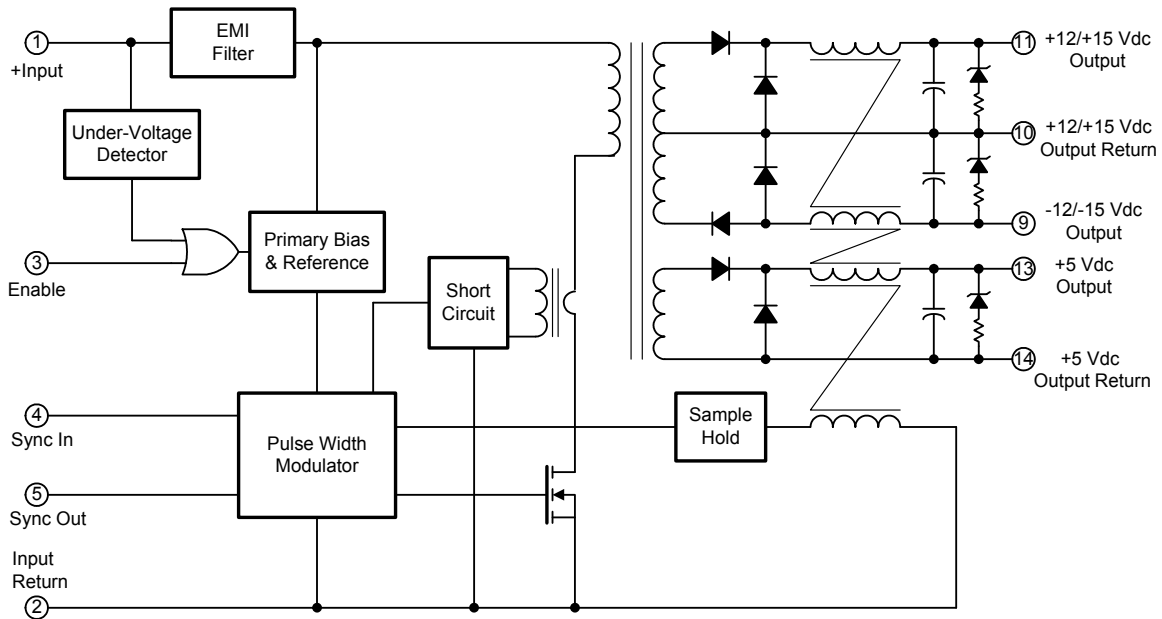 1
+Input
EMI
Filter
Under-Voltage
Detector
3
Enable
Primary Bias
& Reference
Short
Circuit
4
Sync In
5
Sync Out
Pulse Width
Modulator
Sample
Hold
Input
Return
2
11
+12/+15 Vdc
Output
10
+12/+15 Vdc
Output Return
9
-12/-15 Vdc
Output
13
+5 Vdc
Output
14
+5 Vdc
Output Return